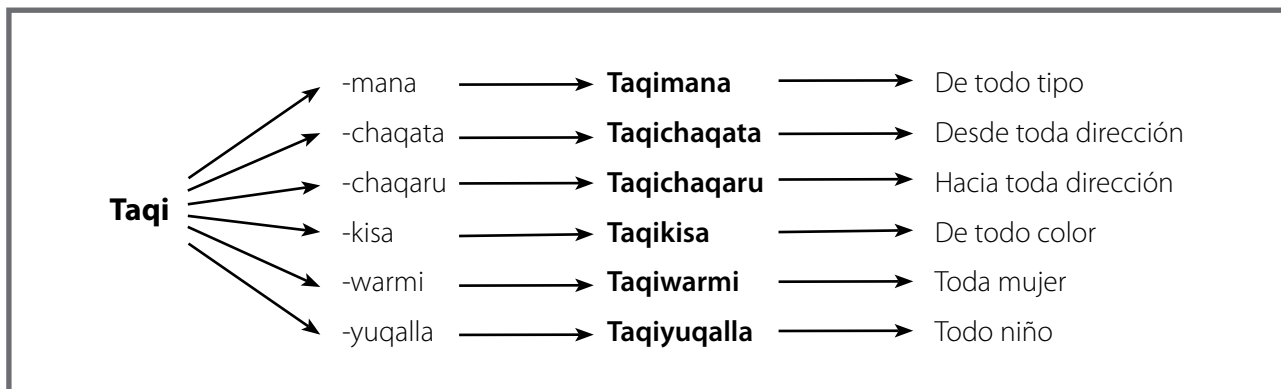 -mana Taqimana De todo tipo
-chaqata Taqichaqata Desde toda dirección
-chaqaru Taqichaqaru Hacia toda dirección
Taqi
-kisa Taqikisa De todo color
-warmi Taqiwarmi Toda mujer
-yuqalla Taqiyuqalla Todo niño